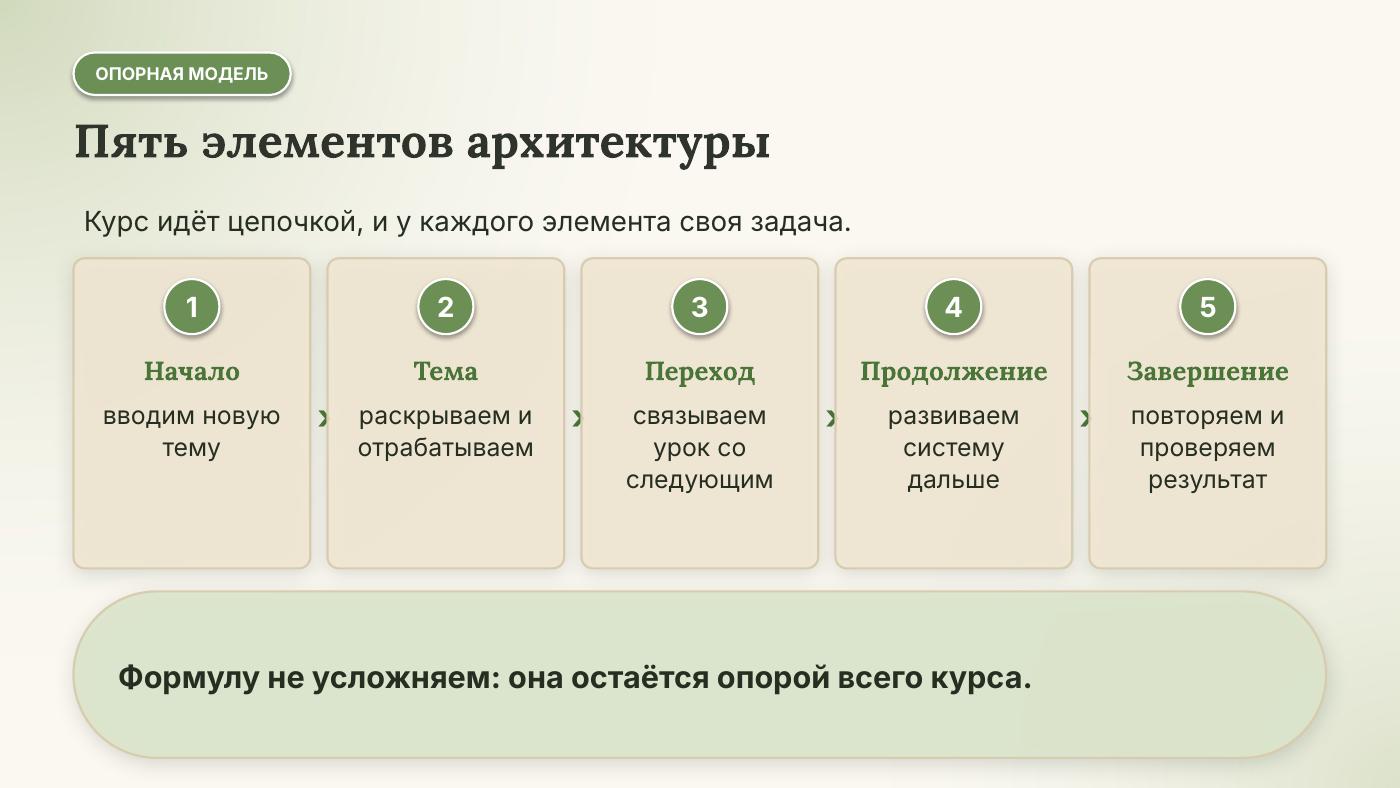 ОПОРНАЯ МОДЕЛЬ
Пять элементов архитектуры
Курс идёт цепочкой, и у каждого элемента своя задача.
1
Начало
вводим новую
тему
›
2
Тема
раскрываем и
отрабатываем
›
3
Переход
связываем
урок со
следующим
›
4
Продолжение
развиваем
систему
дальше
›
5
Завершение
повторяем и
проверяем
результат
Формулу не усложняем: она остаётся опорой всего курса.